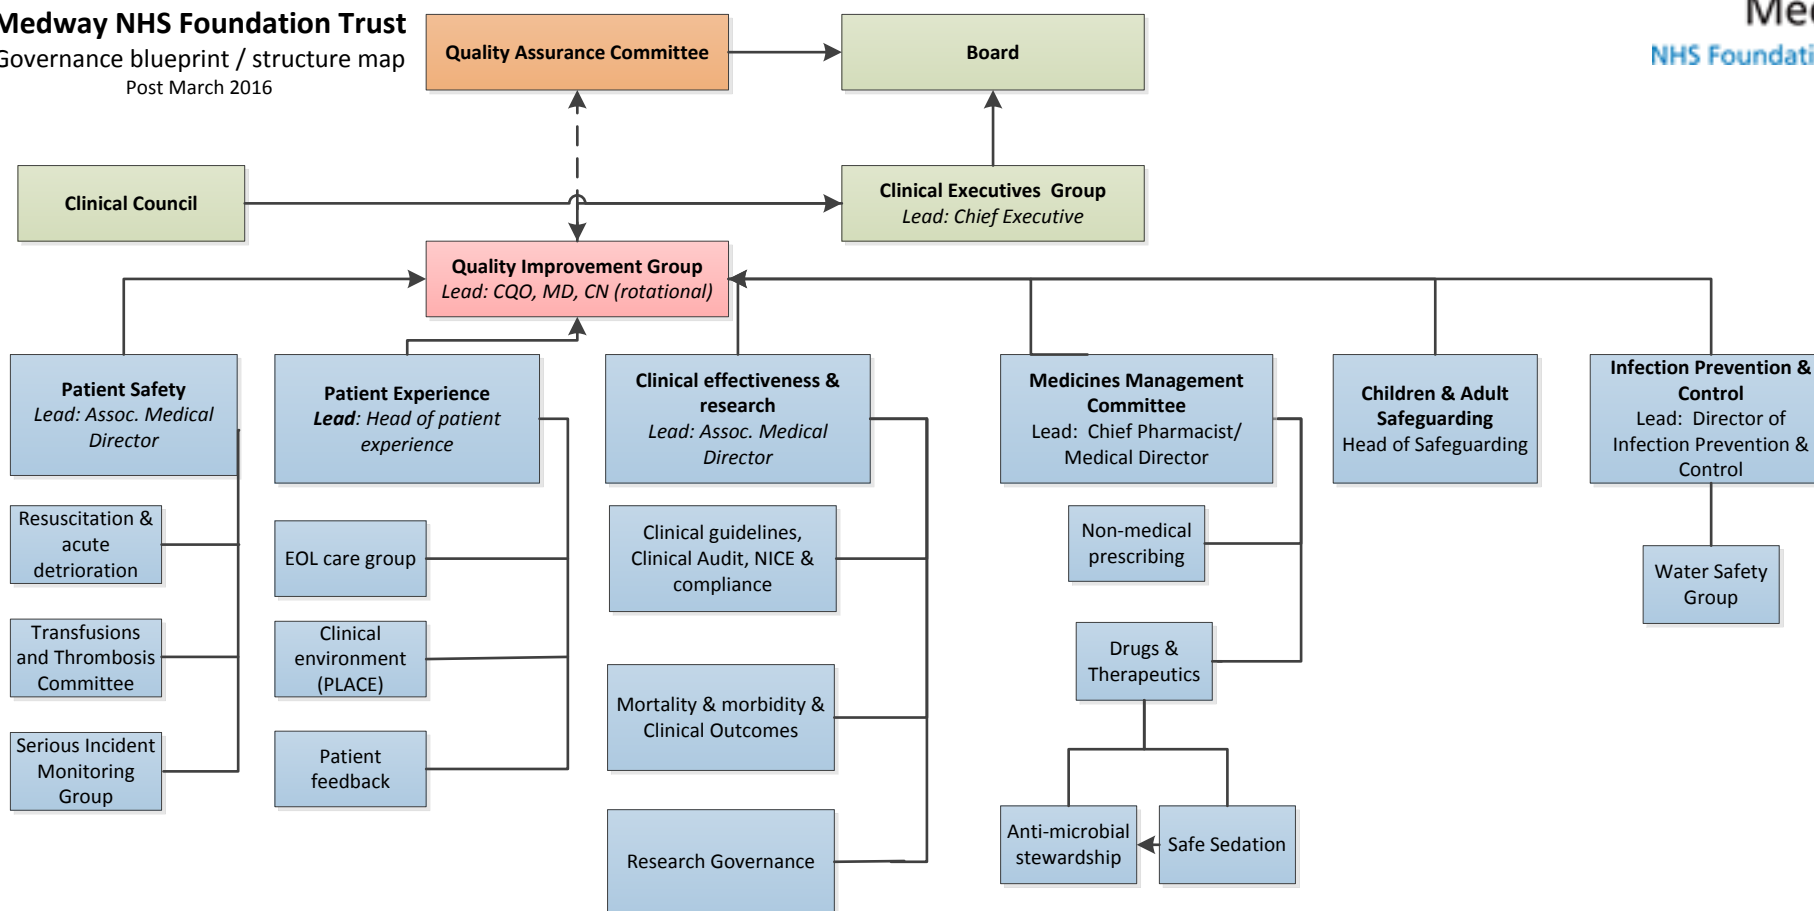 Medway NHS Foundation Trust
Governance blueprint / structure map
Post March 2016
Quality Assurance Committee
Board
Med
NHS Foundati
Clinical Council
Clinical Executives Group
Lead: Chief Executive
Quality Improvement Group
Lead: CQO, MD, CN (rotational)
Patient Safety
Lead: Assoc. Medical
Director
Patient Experience
Lead: Head of patient
experience
Clinical effectiveness &
research
Lead: Assoc. Medical
Director
Medicines Management
Committee
Lead: Chief Pharmacist/
Medical Director
Children & Adult
Safeguarding
Head of Safeguarding
Infection Prevention &
Control
Lead: Director of
Infection Prevention &
Control
Resuscitation &
acute
detrioration
Transfusions
and Thrombosis
Committee
Serious Incident
Monitoring
Group
EOL care group
Clinical
environment
(PLACE)
Patient
feedback
Clinical guidelines,
Clinical Audit, NICE &
compliance
Mortality & morbidity &
Clinical Outcomes
Research Governance
Non-medical
prescribing
Drugs &
Therapeutics
Anti-microbial
stewardship
Safe Sedation
Water Safety
Group